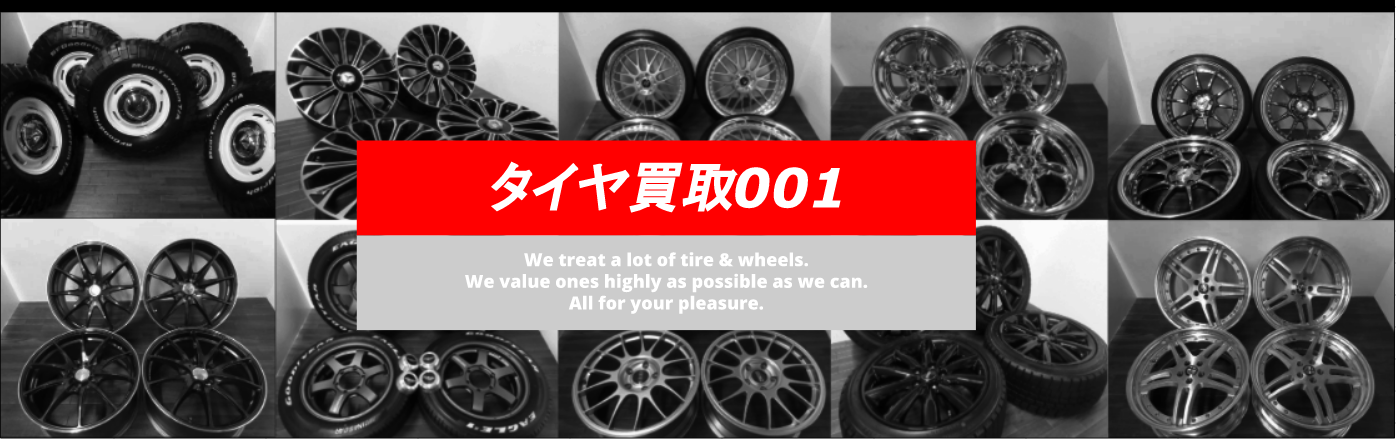 タイヤ買取001
We treat a lot of tire & wheels.
We value ones highly as possible as we can.
All for your pleasure.